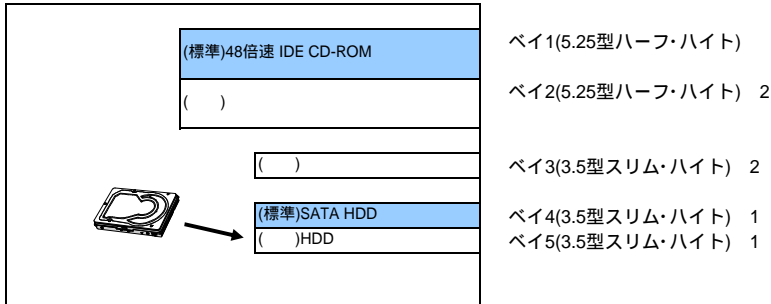 (標準)48倍速 IDE CD-ROM
ベイ1(5.25型ハーフ・ハイト)
(　)
ベイ2(5.25型ハーフ・ハイト) 2
(　)
ベイ3(3.5型スリム・ハイト) 2
(標準)SATA HDD
ベイ4(3.5型スリム・ハイト) 1
(　)HDD
ベイ5(3.5型スリム・ハイト) 1